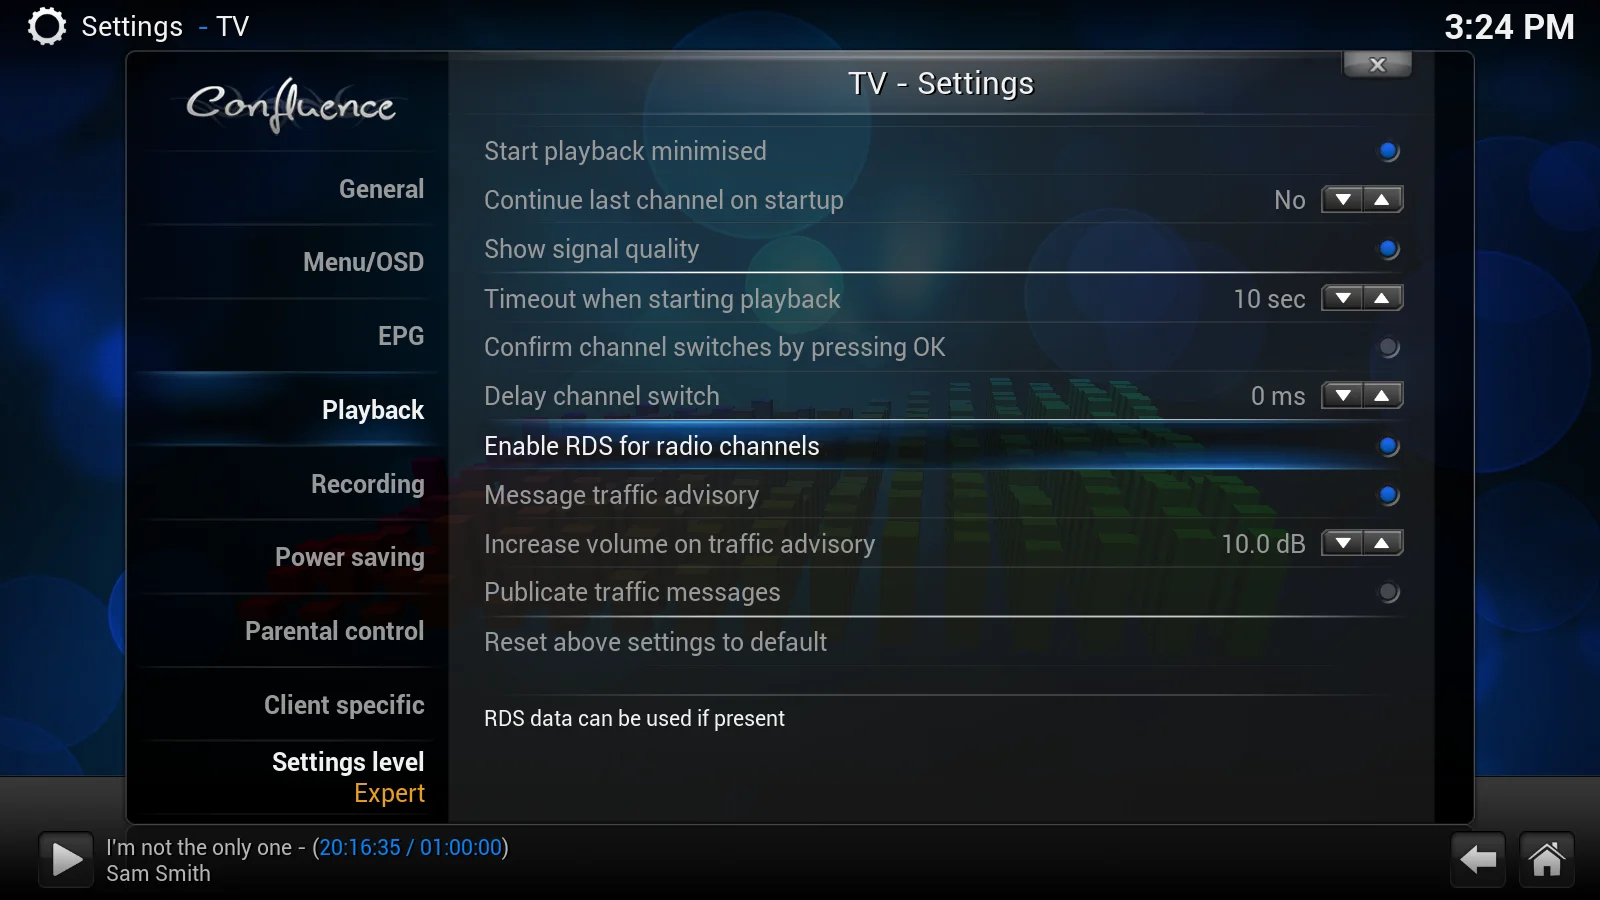 Settings - TV
3:24 PM
Confluence
TV - Settings
General
Menu/OSD
EPG
Playback
Recording
Power saving
Parental control
Client specific
Settings level
Expert
Start playback minimised
Continue last channel on startup No
Show signal quality
Timeout when starting playback 10 sec
Confirm channel switches by pressing OK
Delay channel switch 0 ms
Enable RDS for radio channels
Message traffic advisory
Increase volume on traffic advisory 10.0 dB
Publicate traffic messages
Reset above settings to default
RDS data can be used if present
I'm not the only one - (20:16:35 / 01:00:00)
Sam Smith